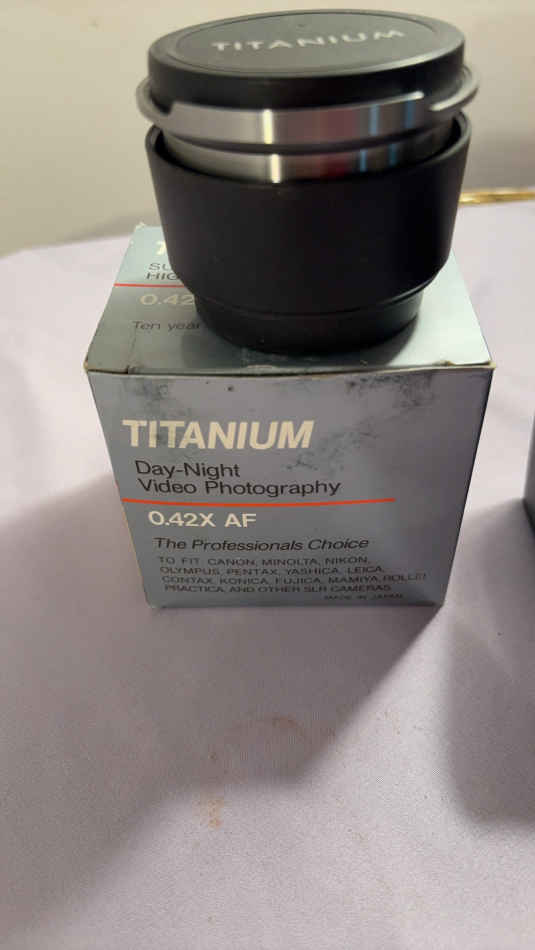 TITANIUM
T
SU
HIG
0.42
Ten year
TITANIUM
Day-Night
Video Photography
0.42X AF
The Professionals Choice
TO FIT CANON, MINOLTA, NIKON,
OLYMPUS, PENTAX, YASHICA, LEICA,
CONTAX, KONICA, FUJICA, MAMIYA, ROLLEI
PRACTICA, AND OTHER SLR CAMERAS
MADE IN JAPAN